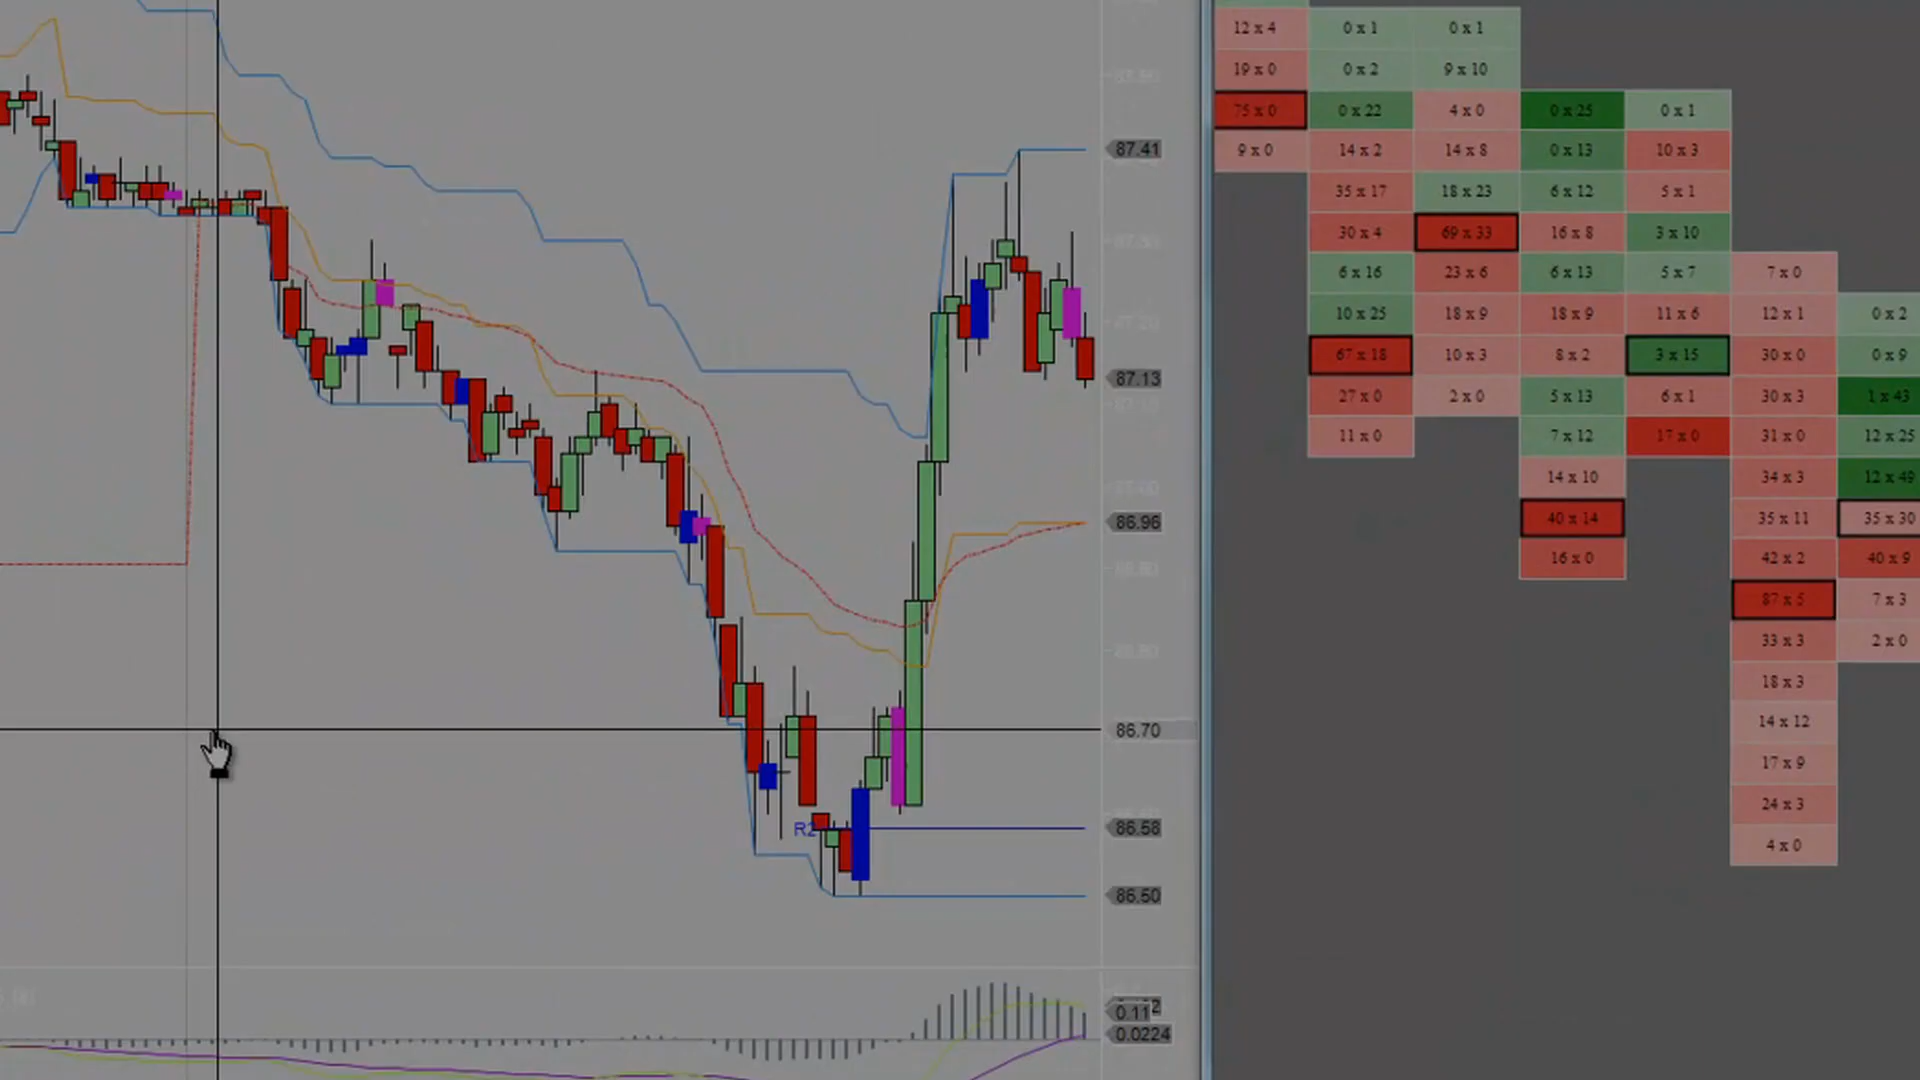 87.41
87.20
87.13
86.96
86.70
R2
86.58
86.50
0.11
0.0224
12 x 4
0 x 1
0 x 1
19 x 0
0 x 2
9 x 10
75 x 0
0 x 22
4 x 0
0 x 25
0 x 1
9 x 0
14 x 2
14 x 8
0 x 13
10 x 3
35 x 17
18 x 23
6 x 12
5 x 1
30 x 4
69 x 33
16 x 8
3 x 10
6 x 16
23 x 6
6 x 13
5 x 7
7 x 0
10 x 25
18 x 9
18 x 9
11 x 6
12 x 1
0 x 2
67 x 18
10 x 3
8 x 2
3 x 15
30 x 0
0 x 9
27 x 0
2 x 0
5 x 13
6 x 1
30 x 3
1 x 43
11 x 0
7 x 12
17 x 0
31 x 0
12 x 25
14 x 10
34 x 3
12 x 49
40 x 14
35 x 11
35 x 30
16 x 0
42 x 2
40 x 9
87 x 5
7 x 3
33 x 3
2 x 0
18 x 3
14 x 12
17 x 9
24 x 3
4 x 0